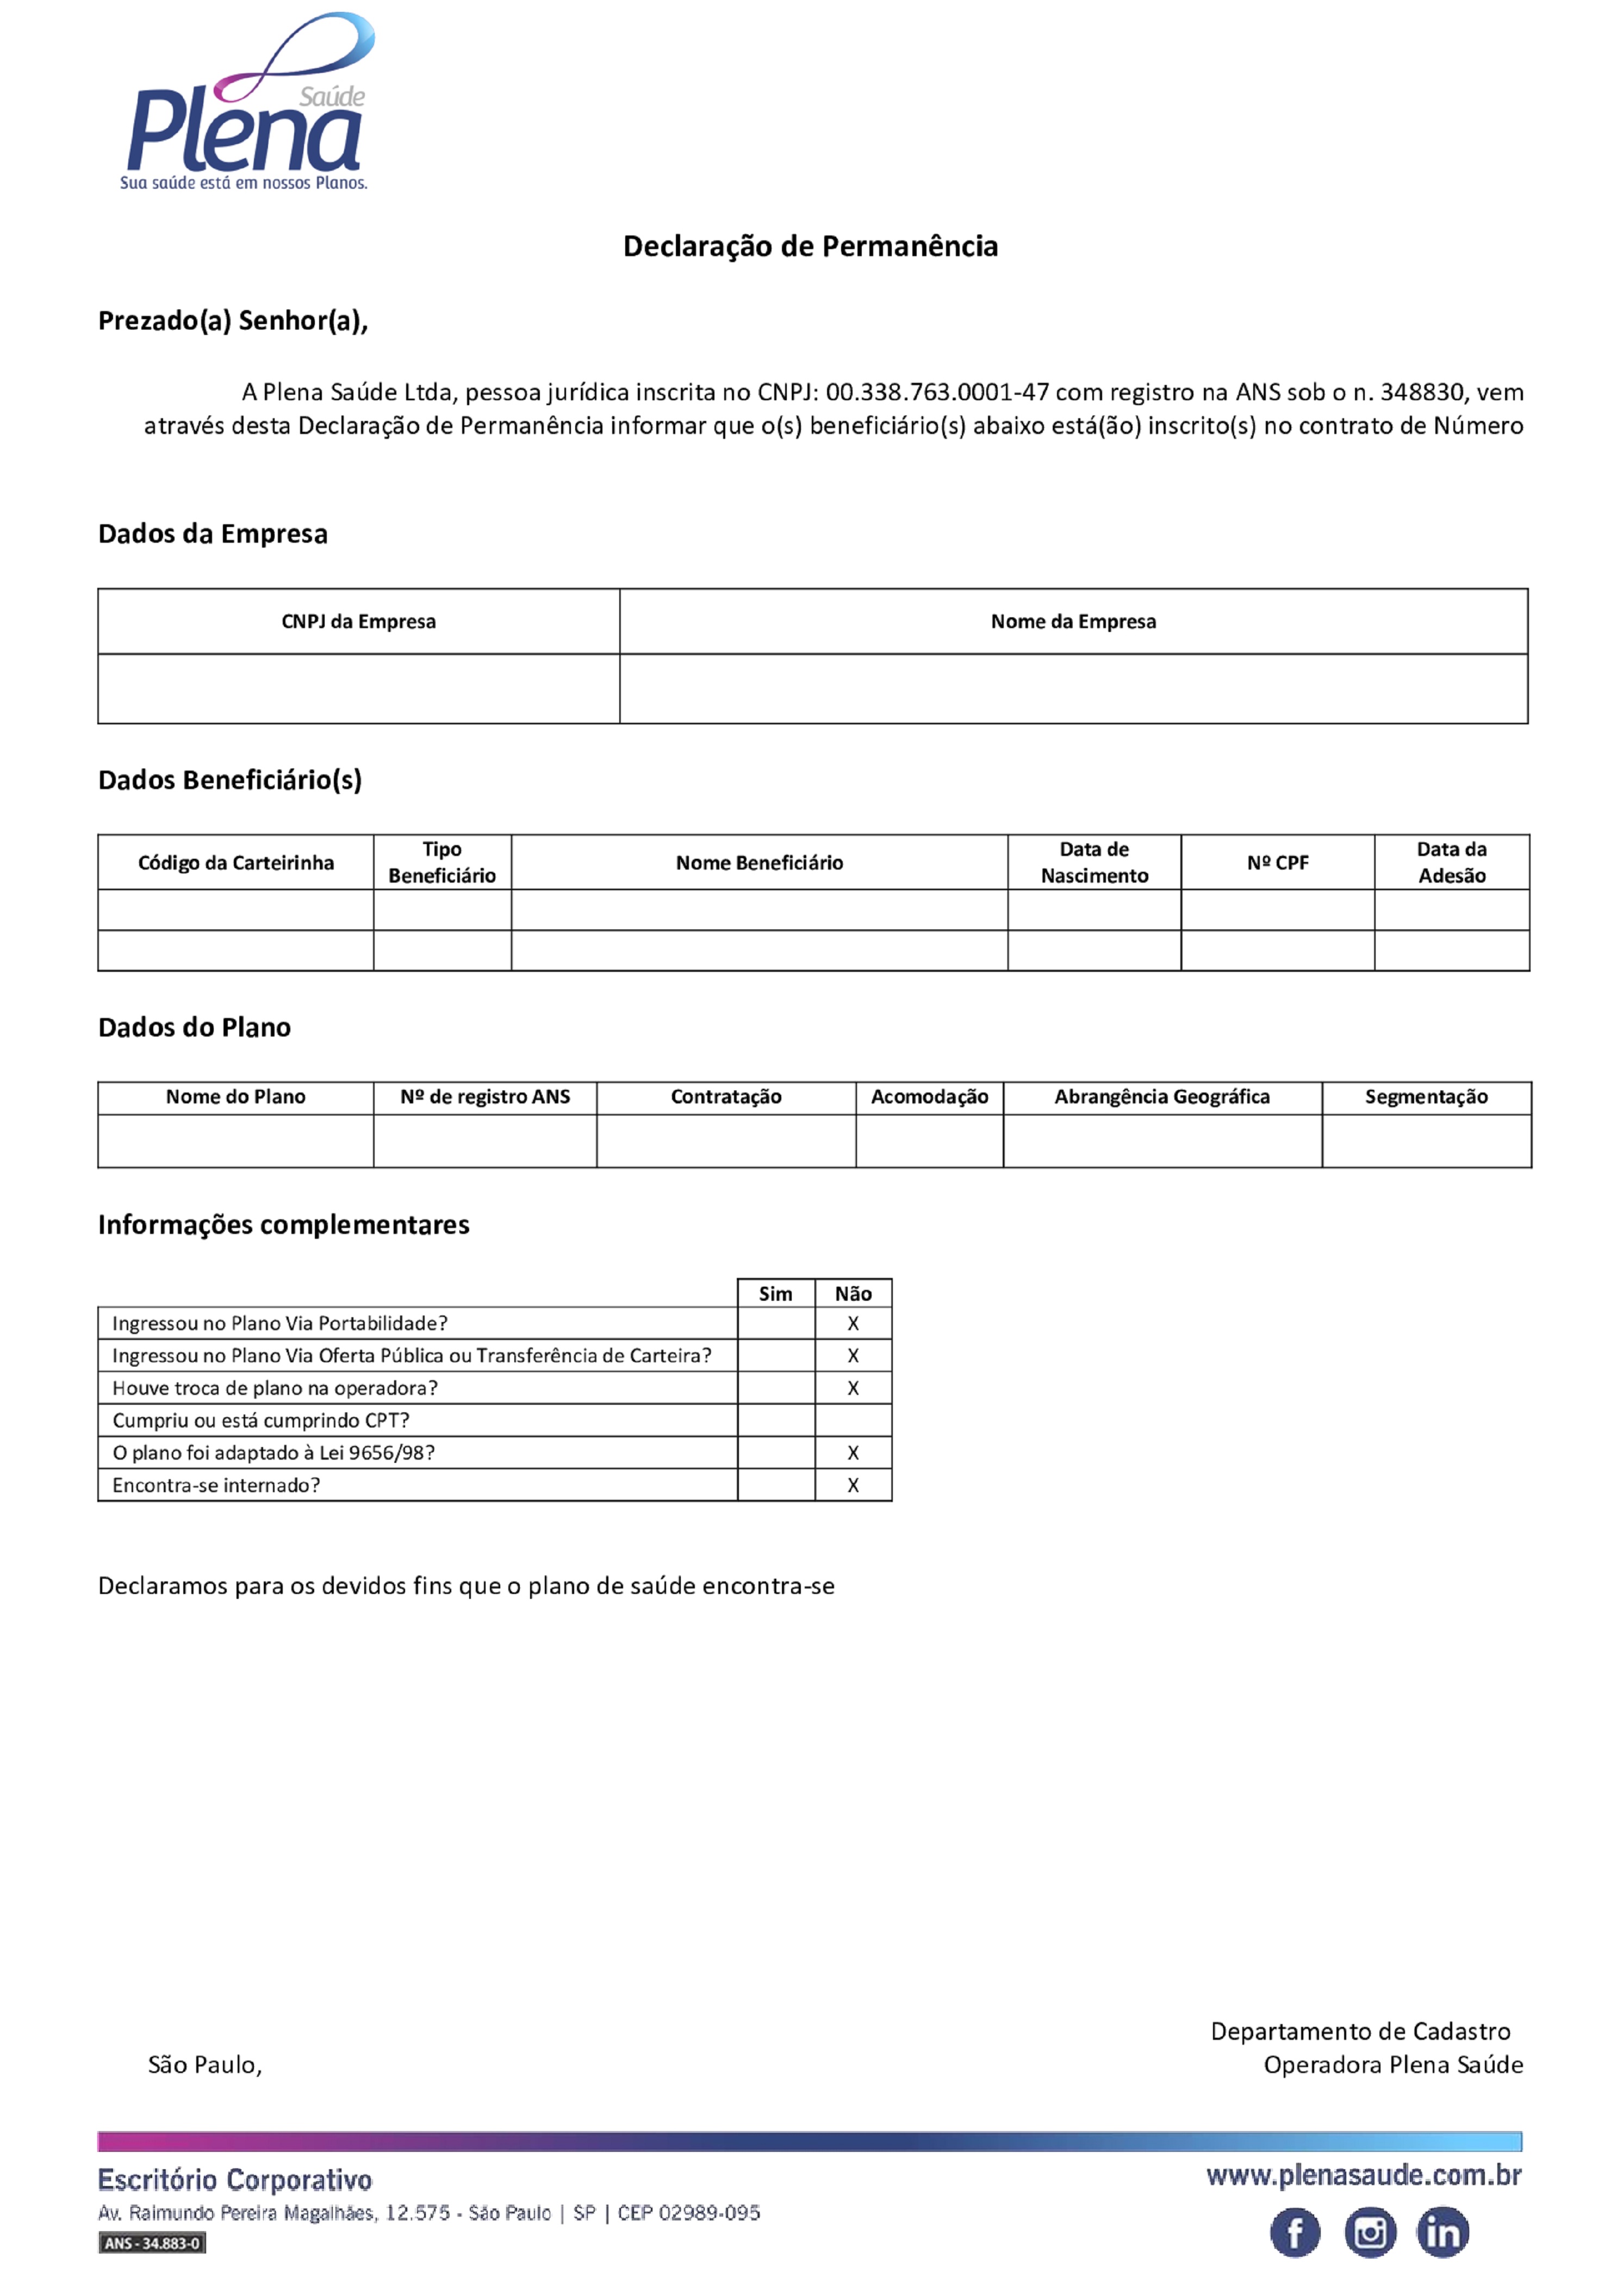 Saúde
Plena
Sua saúde está em nossos Planos.
Declaração de Permanência
Prezado(a) Senhor(a),
A Plena Saúde Ltda, pessoa jurídica inscrita no CNPJ: 00.338.763.0001-47 com registro na ANS sob o n. 348830, vem
através desta Declaração de Permanência informar que o(s) beneficiário(s) abaixo está(ão) inscrito(s) no contrato de Número
Dados da Empresa
CNPJ da Empresa Nome da Empresa
Dados Beneficiário(s)
Código da Carteirinha Tipo Beneficiário Nome Beneficiário Data de Nascimento Nº CPF Data da Adesão
Dados do Plano
Nome do Plano Nº de registro ANS Contratação Acomodação Abrangência Geográfica Segmentação
Informações complementares
Sim Não
Ingressou no Plano Via Portabilidade? X
Ingressou no Plano Via Oferta Pública ou Transferência de Carteira? X
Houve troca de plano na operadora? X
Cumpriu ou está cumprindo CPT?
O plano foi adaptado à Lei 9656/98? X
Encontra-se internado? X
Declaramos para os devidos fins que o plano de saúde encontra-se
Departamento de Cadastro
São Paulo, Operadora Plena Saúde
Escritório Corporativo www.plenasaude.com.br
Av. Raimundo Pereira Magalhães, 12.575 - São Paulo | SP | CEP 02989-095
ANS - 34.883-0